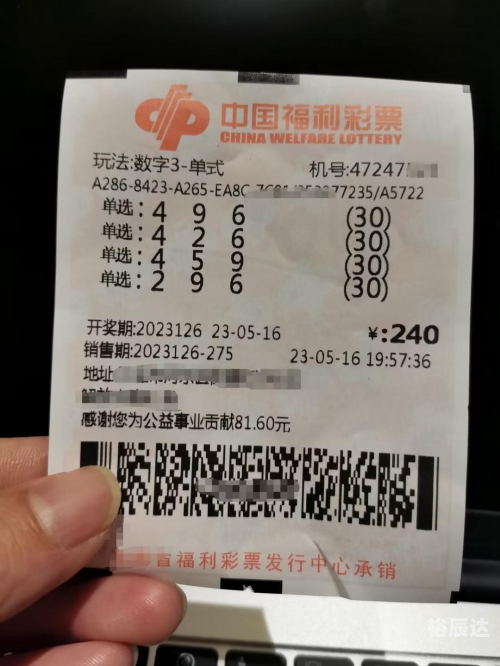 中国福利彩票
CHINA WELFARE LOTTERY
玩法:数字3-单式 机号:47247
A286-8423-A265-EA8C- 77235/A5722
单选: 4 9 6 (30)
单选: 4 2 6 (30)
单选: 4 5 9 (30)
单选: 2 9 6 (30)
开奖期:2023126 23-05-16 ¥:240
销售期:2023126-275 23-05-16 19:57:36
地址
感谢您为公益事业贡献81.60元
省福利彩票发行中心承销
裕辰达